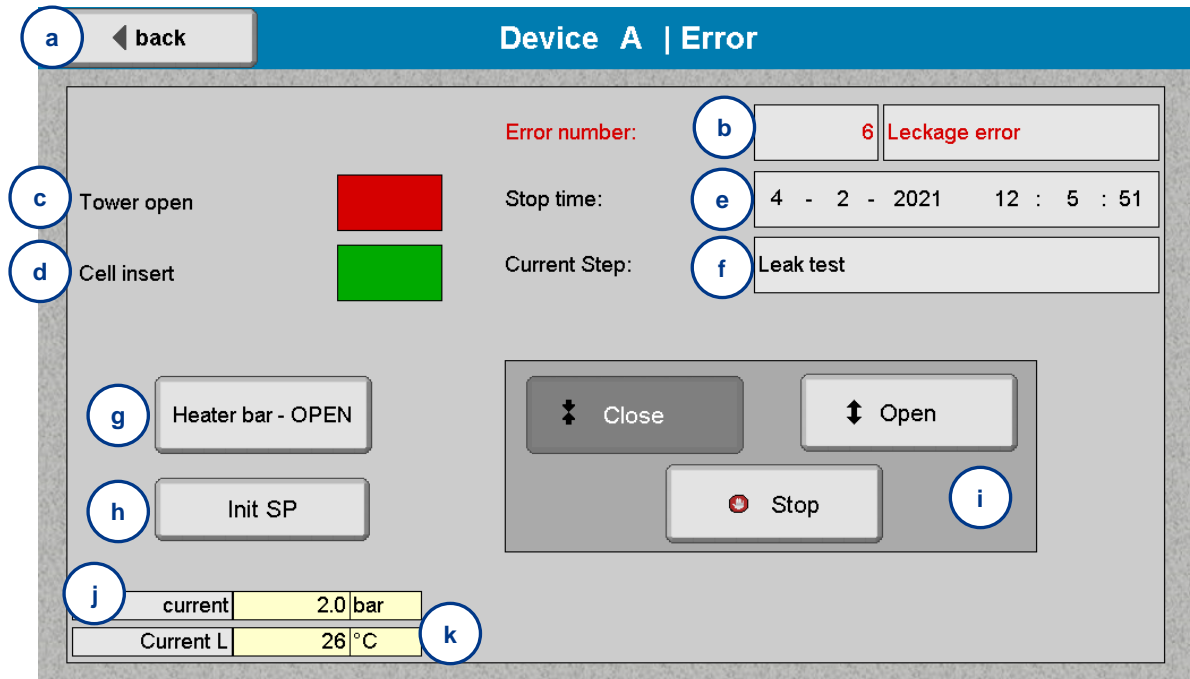 a
back
Device A | Error
Error number:
b
6
Leckage error
c
Tower open
Stop time:
e
4 - 2 - 2021 12 : 5 : 51
d
Cell insert
Current Step:
f
Leak test
g
Heater bar - OPEN
Close
Open
h
Init SP
Stop
i
j
current
2.0
bar
Current L
26
°C
k